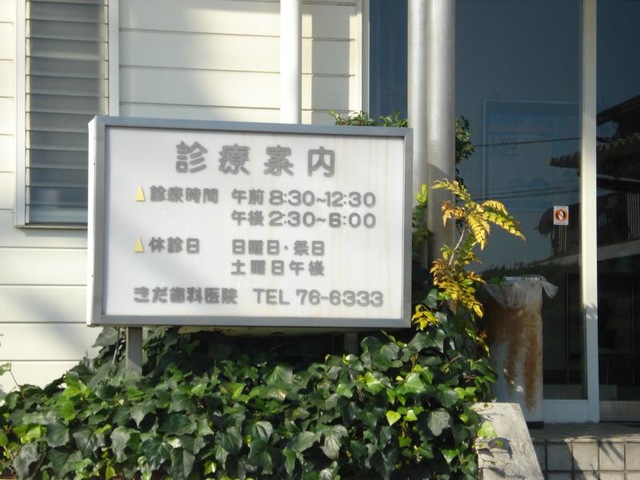 診療案内
診療時間 午前 8:30~12:30
午後 2:30~6:00
休診日 日曜日・祭日
土曜日午後
きだ歯科医院 TEL 76-6333